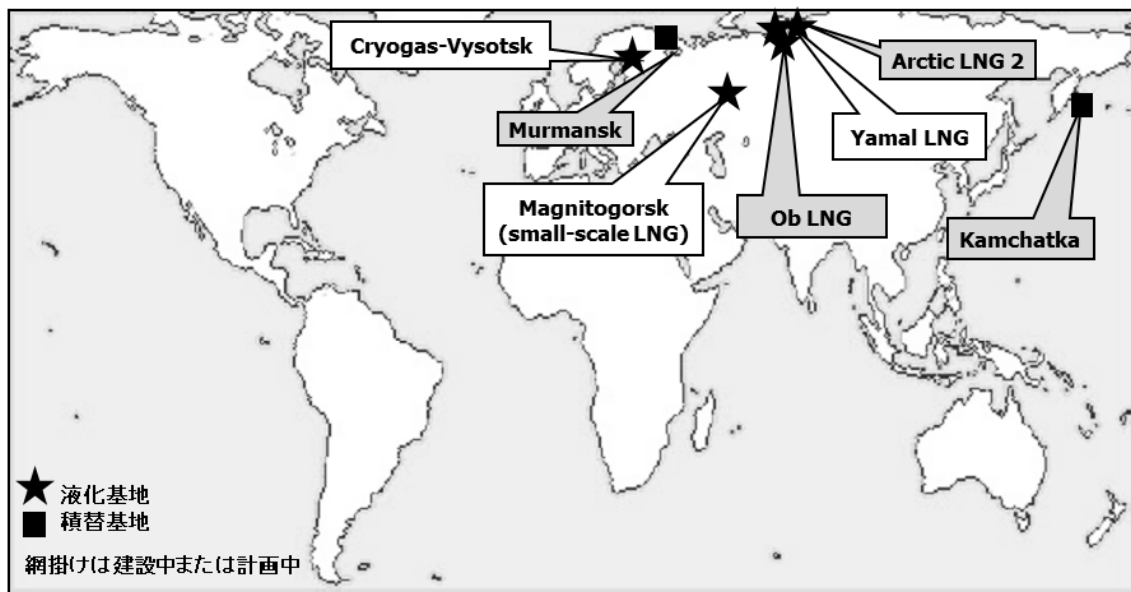 Cryogas-Vysotsk
Arctic LNG 2
Murmansk
Yamal LNG
Magnitogorsk
(small-scale LNG)
Ob LNG
Kamchatka
液化基地
積替基地
網掛けは建設中または計画中